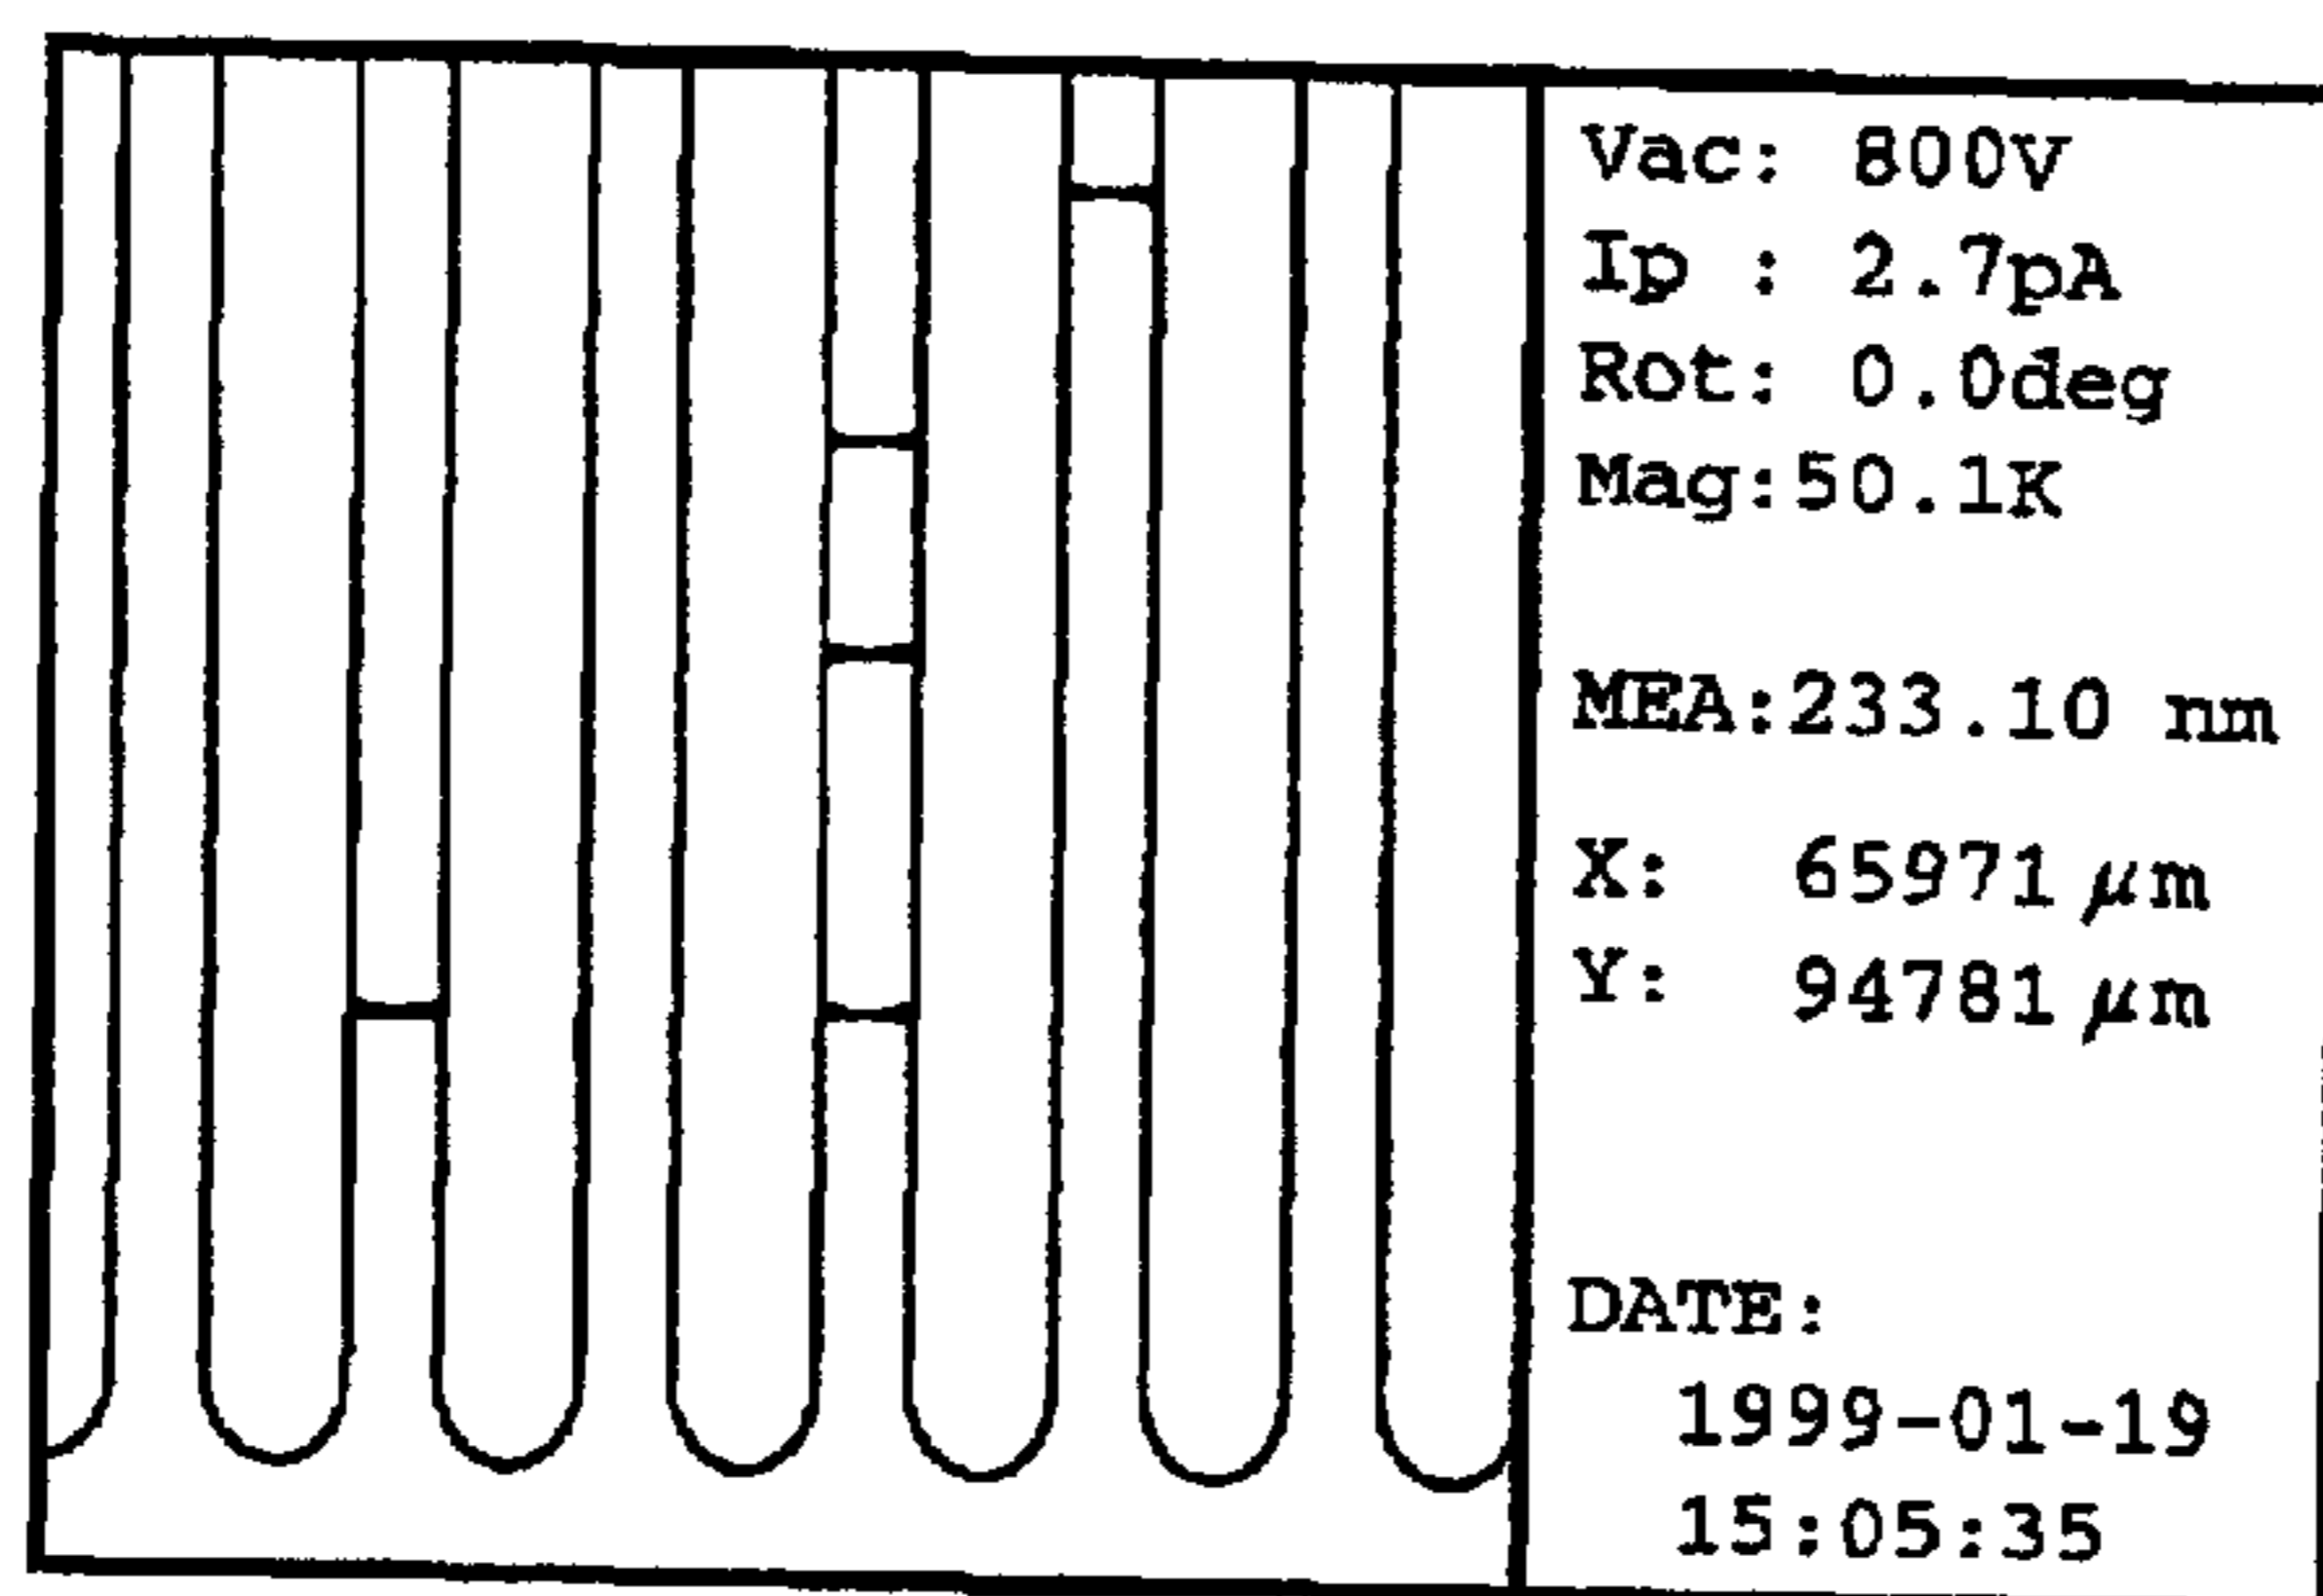 Vac: 800V
Ip : 2.7pA
Rot: 0.0deg
Mag:50.1K
MEA:233.10 nm
X: 65971 μm
Y: 94781 μm
DATE:
1999-01-19
15:05:35